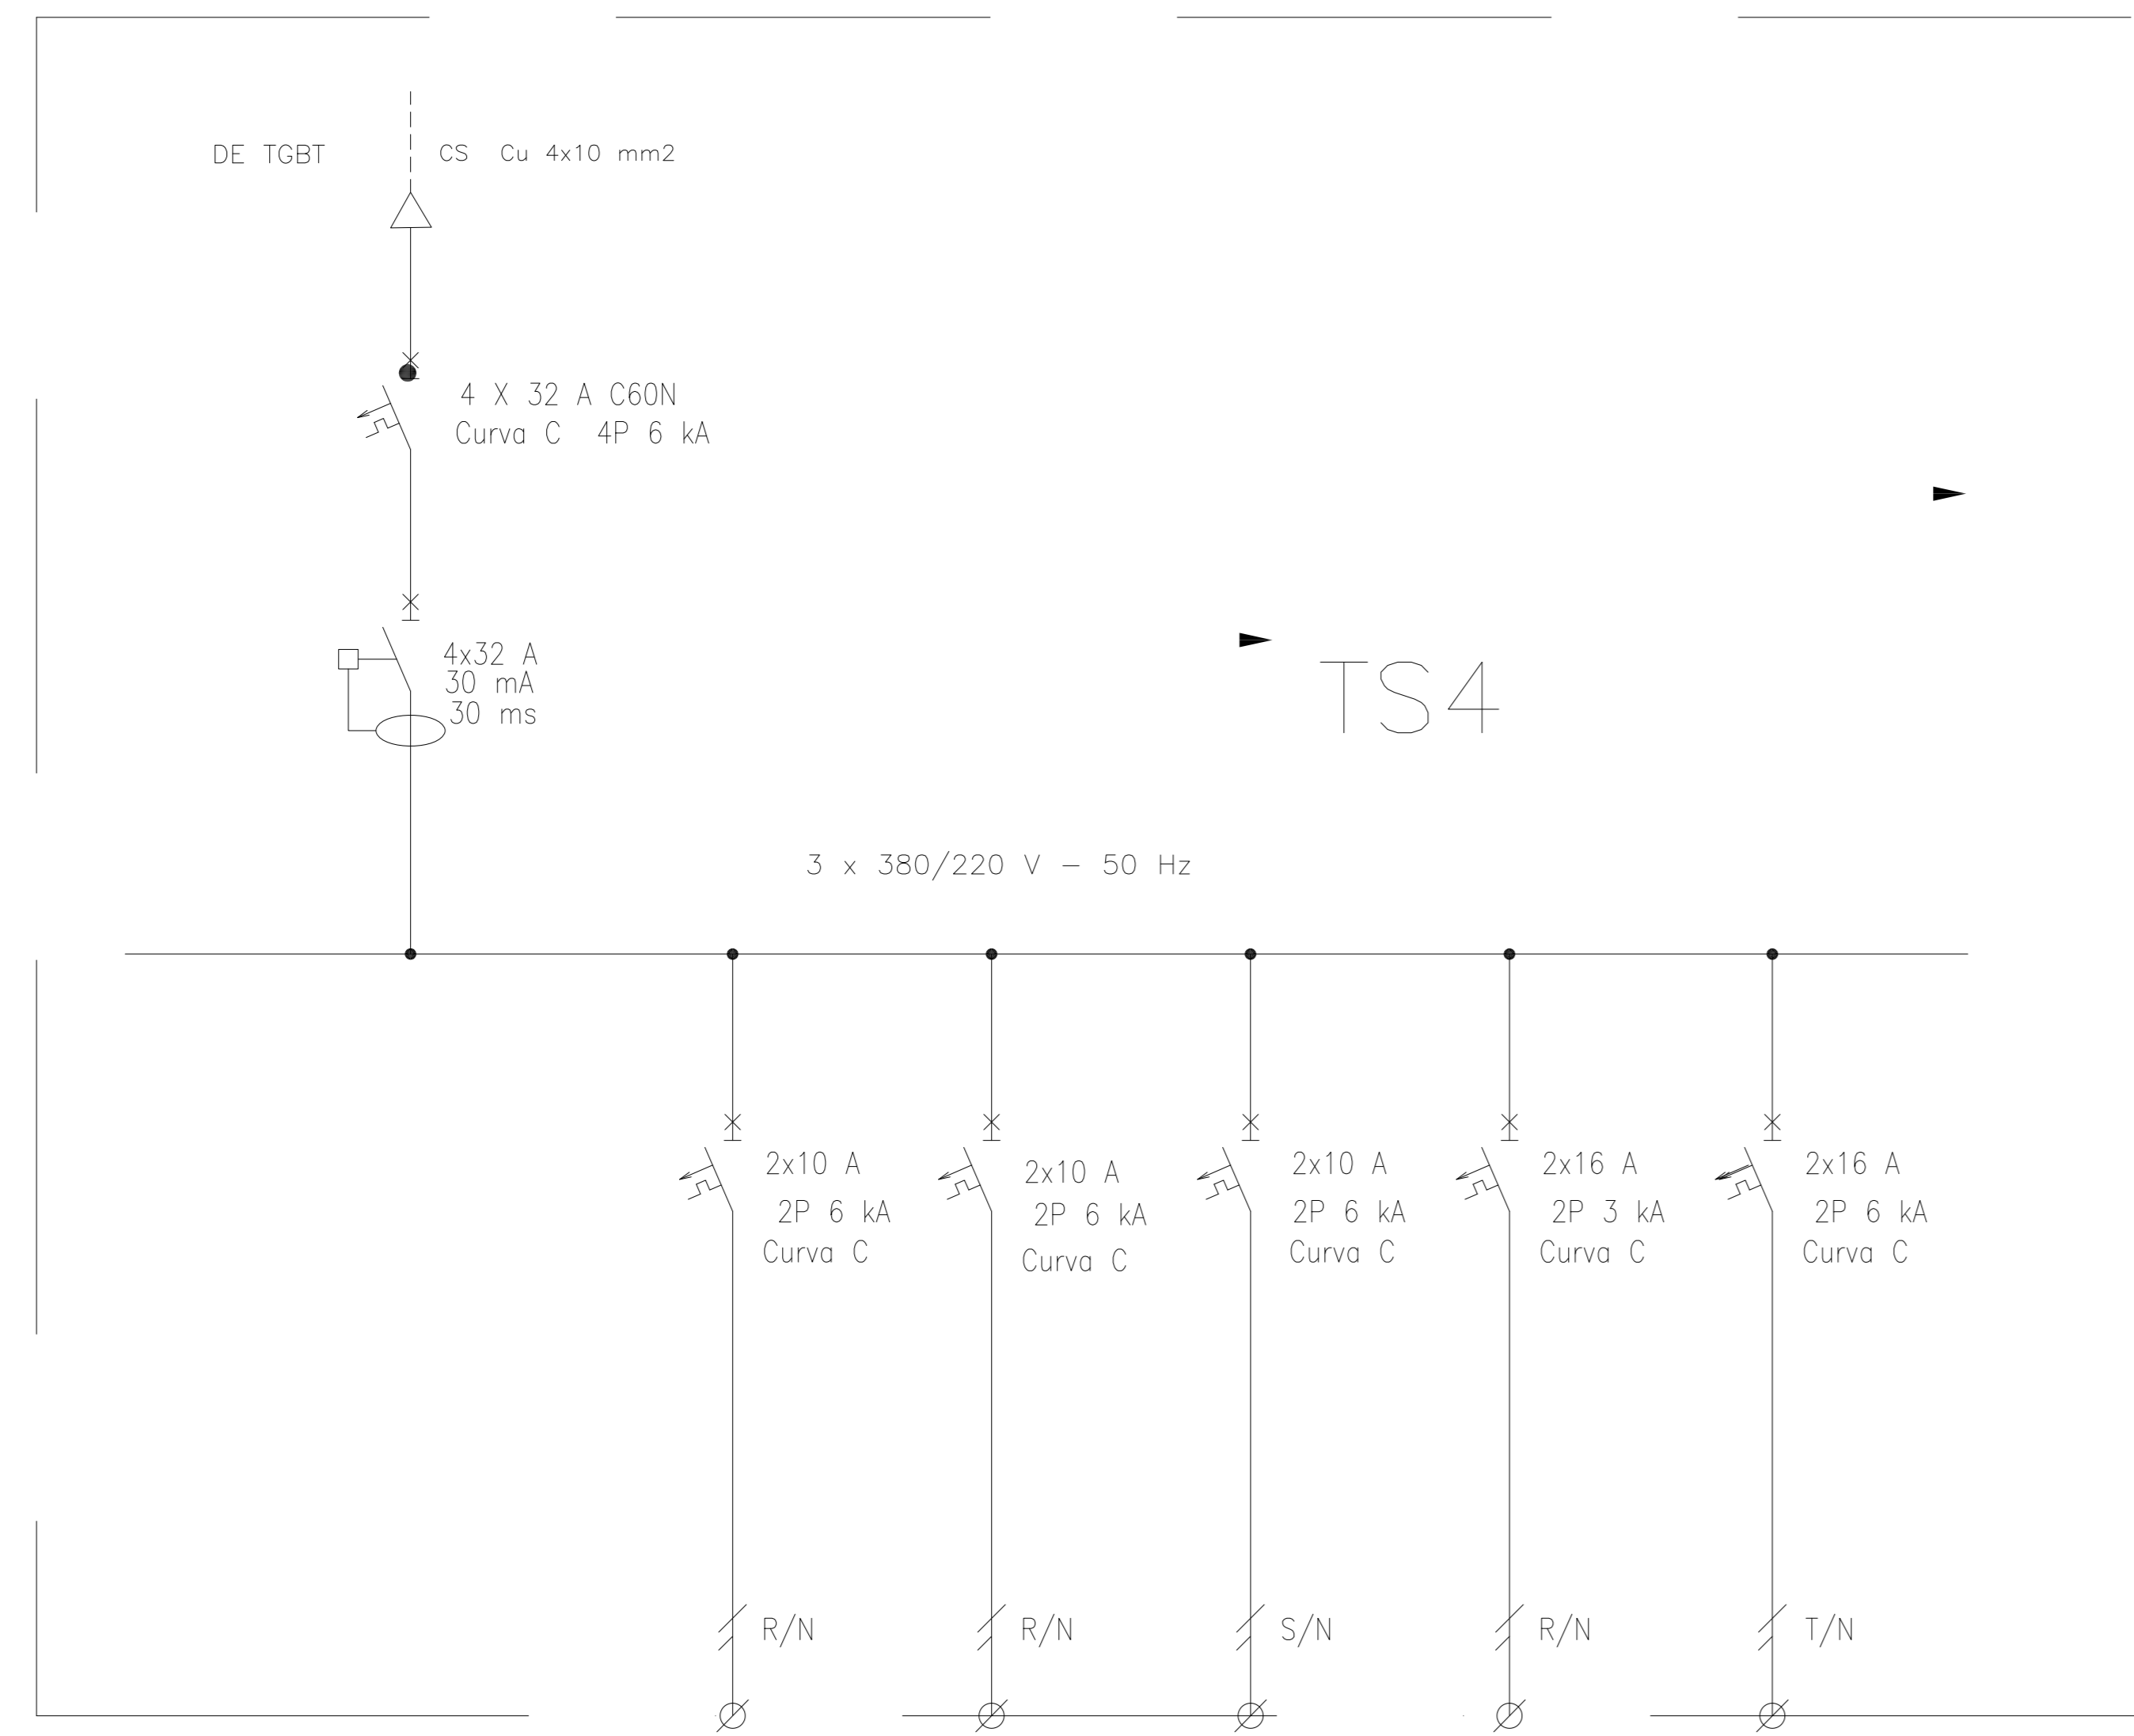 DE TGBT
CS Cu 4x10 mm2
4 X 32 A C60N
Curva C 4P 6 kA
4x32 A
30 mA
30 ms
TS4
3 x 380/220 V – 50 Hz
2x10 A
2P 6 kA
Curva C
2x10 A
2P 6 kA
Curva C
2x10 A
2P 6 kA
Curva C
2x16 A
2P 3 kA
Curva C
2x16 A
2P 6 kA
Curva C
R/N
R/N
S/N
R/N
T/N